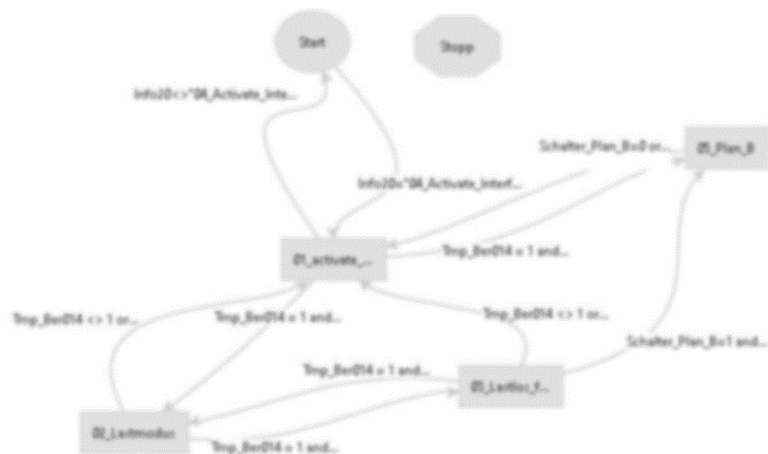 Start
Stopp
Info20<>"04_Activate_Inte...
Schalter_Plan_B=0 or...
05_Plan_B
Info20="04_Activate_Interf...
01_activate_...
Tmp_Ber014 = 1 and...
Tmp_Ber014 <> 1 or...
Tmp_Ber014 = 1 and...
Tmp_Ber014 <> 1 or...
Schalter_Plan_B=1 and...
Tmp_Ber014 = 1 and...
03_Lastlos_f...
02_Lastmodus
Tmp_Ber014 = 1 and...